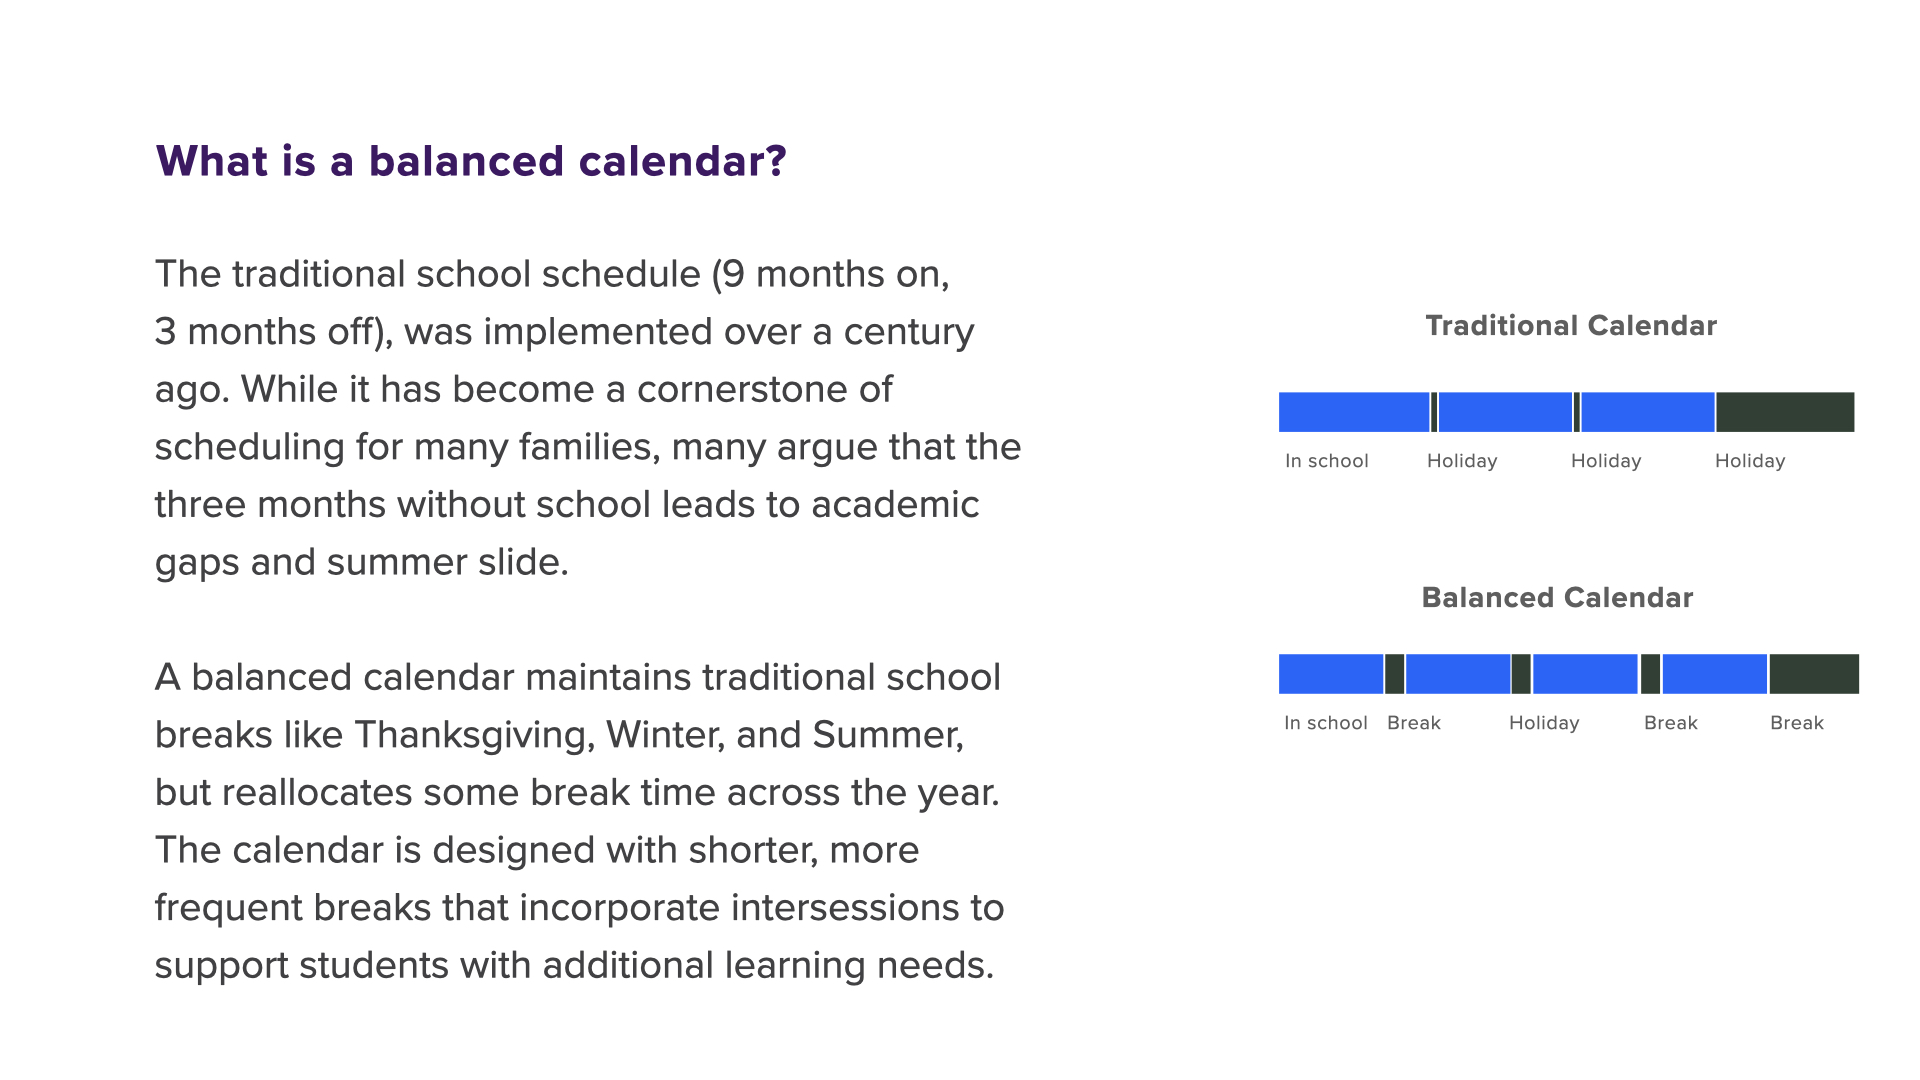 What is a balanced calendar?
The traditional school schedule (9 months on,
3 months off), was implemented over a century
ago. While it has become a cornerstone of
scheduling for many families, many argue that the
three months without school leads to academic
gaps and summer slide.
A balanced calendar maintains traditional school
breaks like Thanksgiving, Winter, and Summer,
but reallocates some break time across the year.
The calendar is designed with shorter, more
frequent breaks that incorporate intersessions to
support students with additional learning needs.
Traditional Calendar
In school Holiday Holiday Holiday
Balanced Calendar
In school Break Holiday Break Break